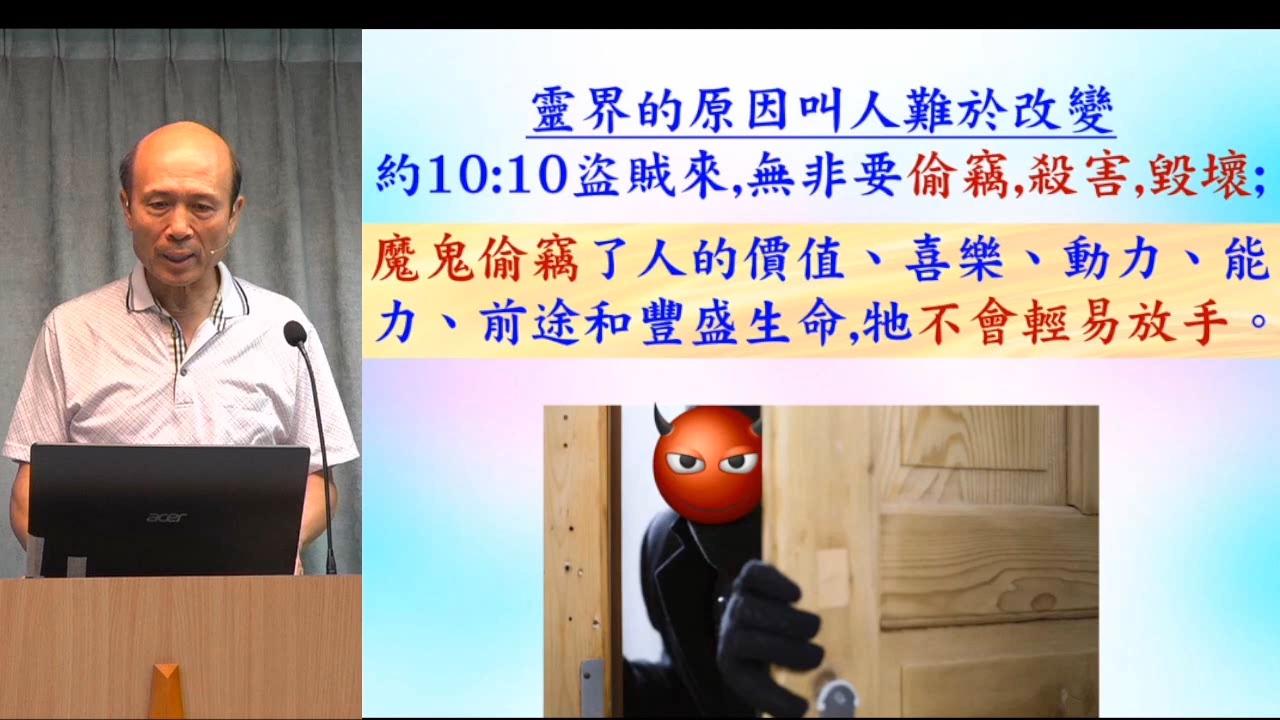 靈界的原因叫人難於改變
約10:10盜賊來,無非要偷竊,殺害,毀壞;
魔鬼偷竊了人的價值、喜樂、動力、能
力、前途和豐盛生命,牠不會輕易放手。
acer